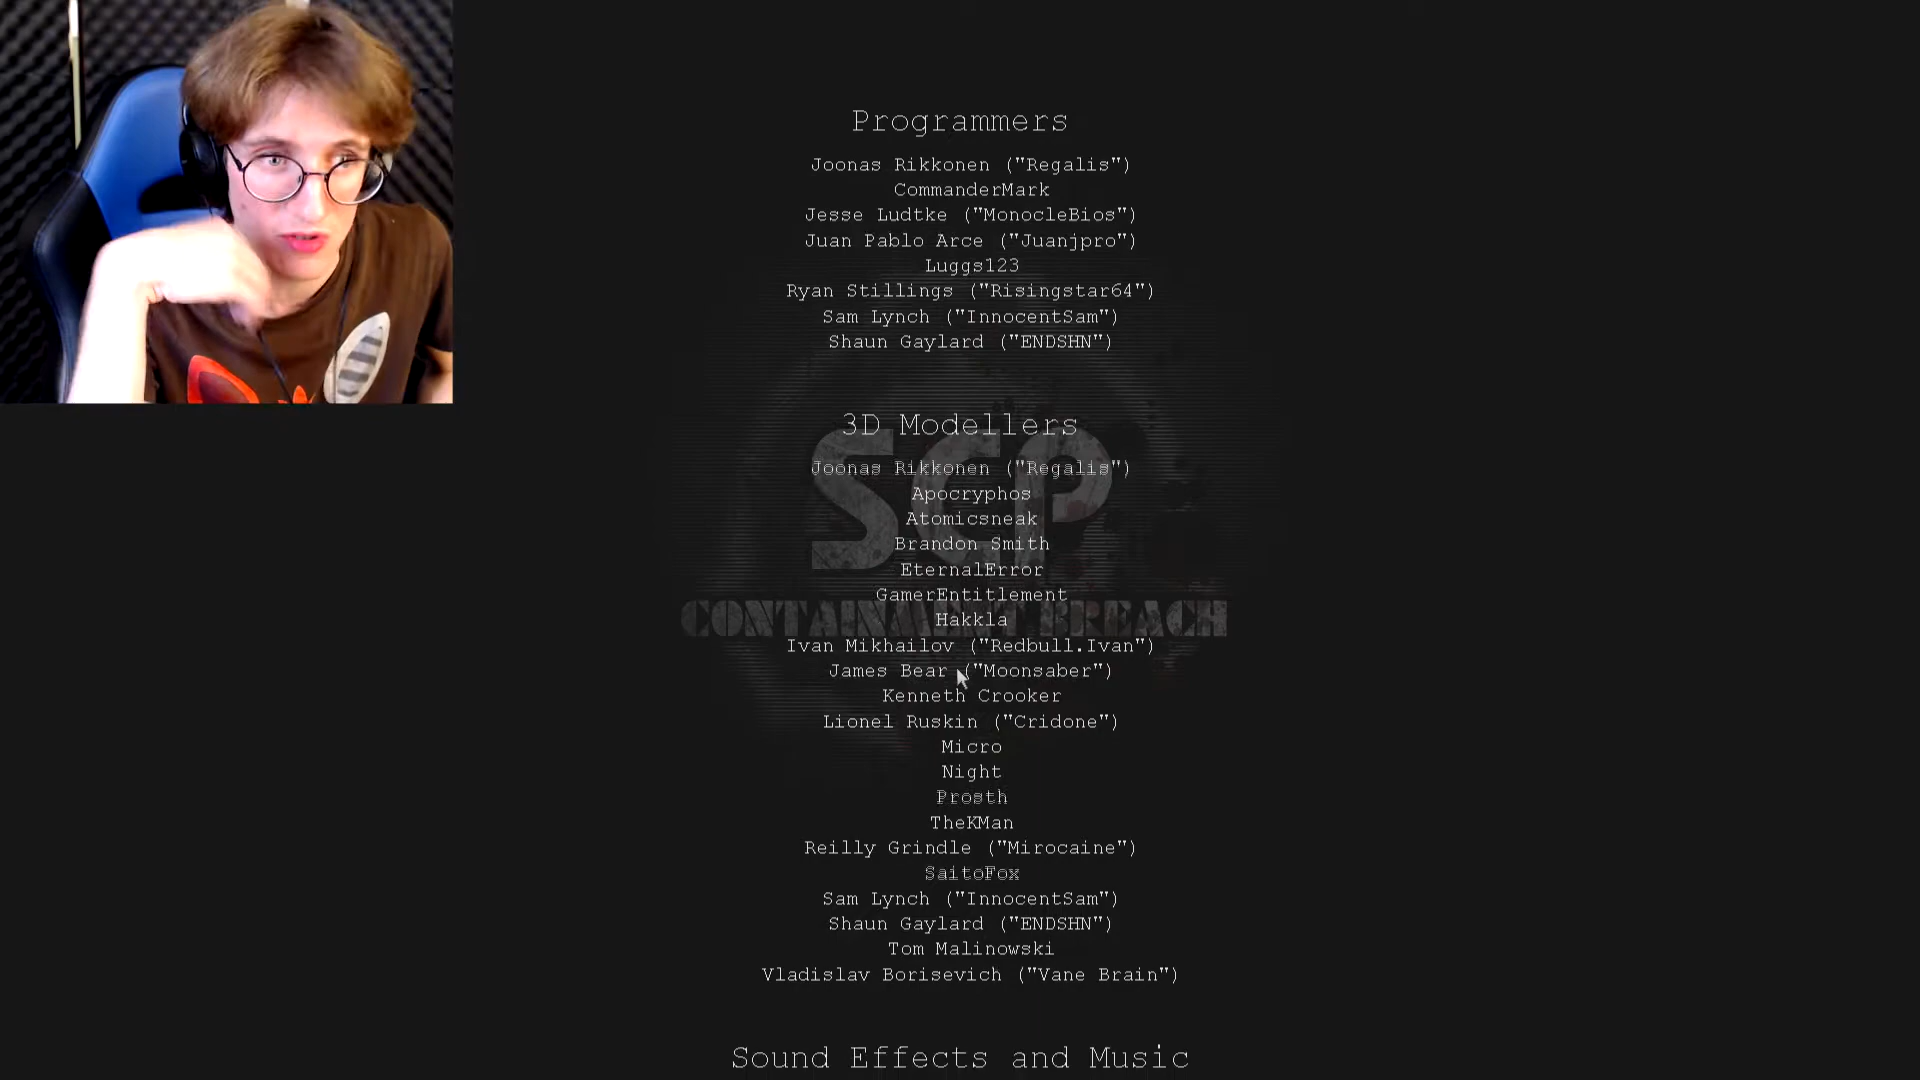 Programmers
Joonas Rikkonen ("Regalis")
CommanderMark
Jesse Ludtke ("MonocleBios")
Juan Pablo Arce ("Juanjpro")
Luggs123
Ryan Stillings ("Risingstar64")
Sam Lynch ("InnocentSam")
Shaun Gaylard ("ENDSHN")
3D Modellers
Joonas Rikkonen ("Regalis")
Apocryphos
Atomicsneak
SCP
Brandon Smith
EternalError
GamerEntitlement
CONTAINMENT BREACH
Hakkla
Ivan Mikhailov ("Redbull.Ivan")
James Bear ("Moonsaber")
Kenneth Crooker
Lionel Ruskin ("Cridone")
Micro
Night
Prosth
TheKMan
Reilly Grindle ("Mirocaine")
SaitoFox
Sam Lynch ("InnocentSam")
Shaun Gaylard ("ENDSHN")
Tom Malinowski
Vladislav Borisevich ("Vane Brain")
Sound Effects and Music